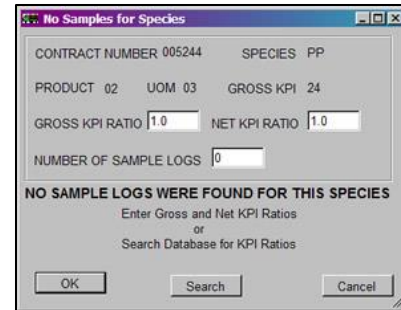 No Samples for Species
CONTRACT NUMBER 005244 SPECIES PP
PRODUCT 02 UOM 03 GROSS KPI 24
GROSS KPI RATIO 1.0 NET KPI RATIO 1.0
NUMBER OF SAMPLE LOGS 0
NO SAMPLE LOGS WERE FOUND FOR THIS SPECIES
Enter Gross and Net KPI Ratios
or
Search Database for KPI Ratios
OK Search Cancel